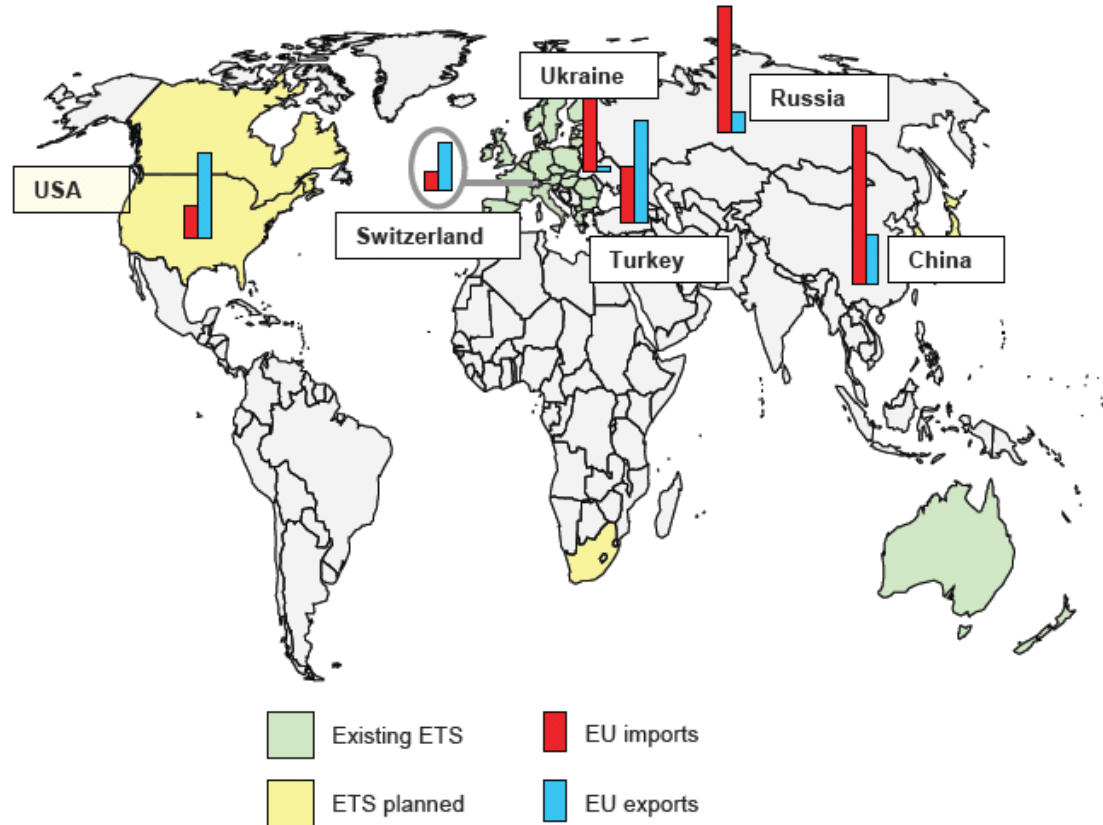 Ukraine
Russia
USA
Switzerland
Turkey
China
Existing ETS
EU imports
ETS planned
EU exports